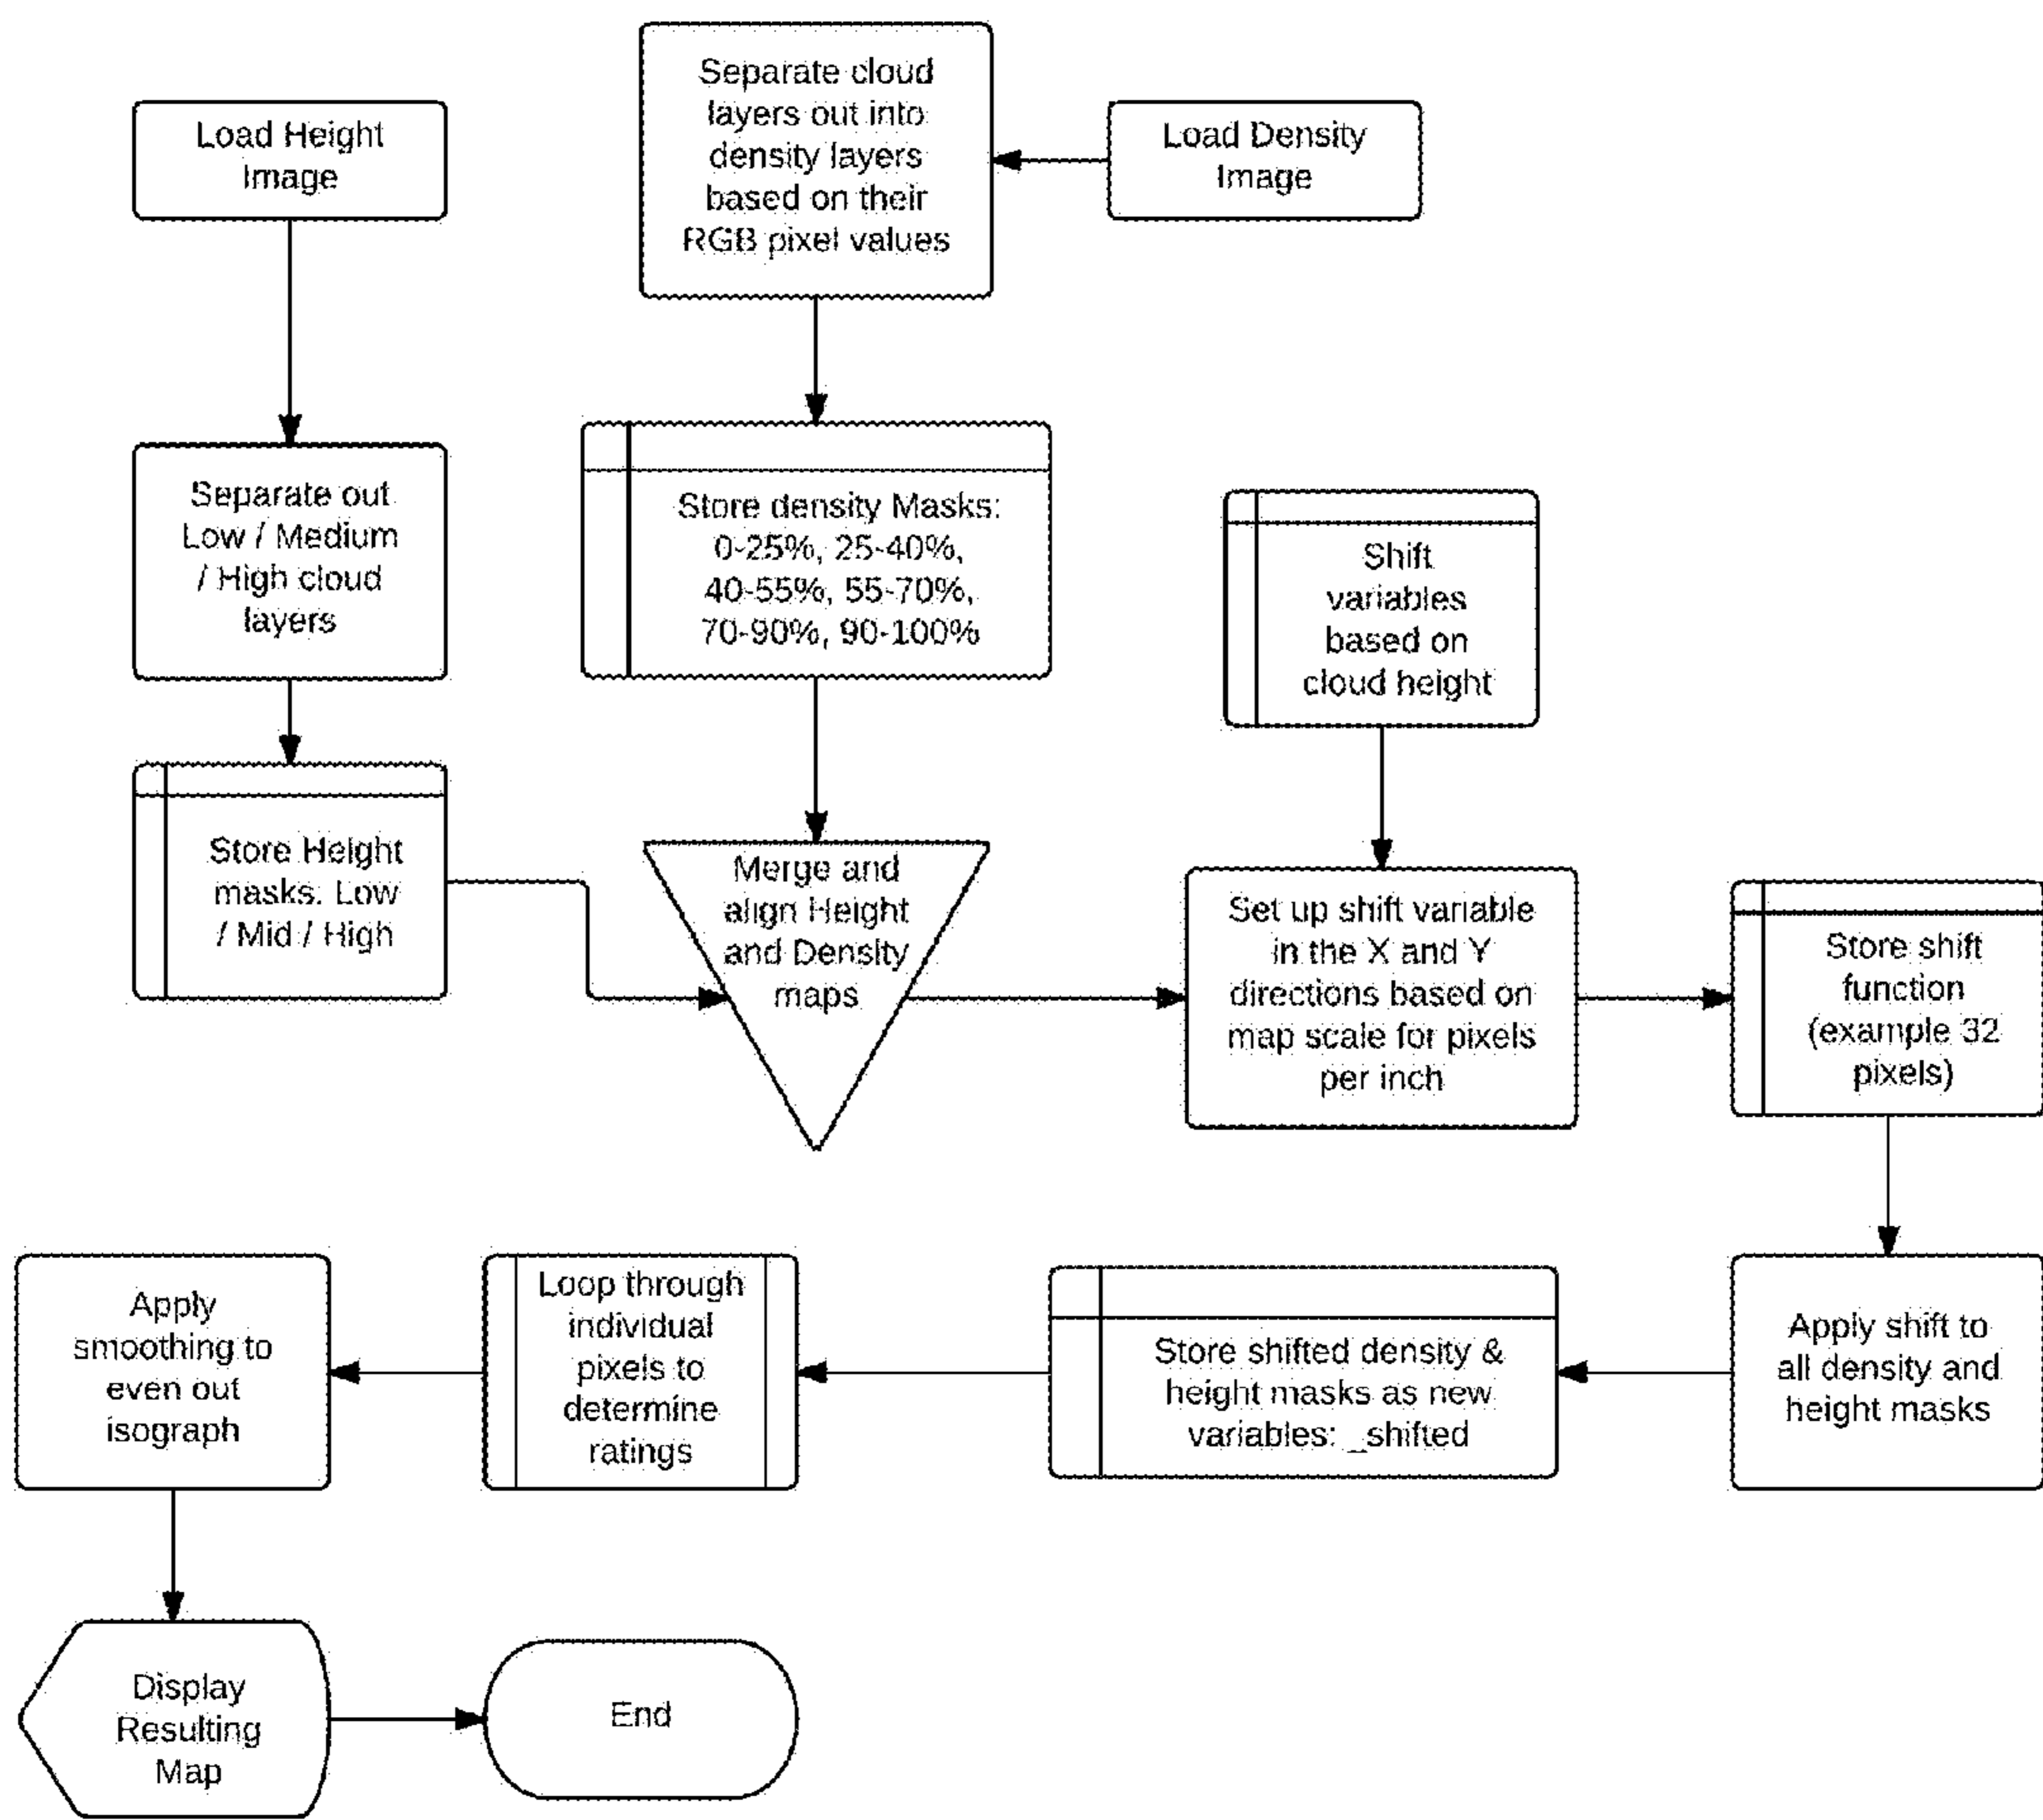 Separate cloud
layers out into
density layers
based on their
RGB pixel values
Load Height
Image
Load Density
Image
Separate out
Low / Medium
/ High cloud
layers
Store density Masks:
0-25%, 25-40%,
40-55%, 55-70%,
70-90%, 90-100%
Shift
variables
based on
cloud height
Store Height
masks: Low
/ Mid / High
Merge and
align Height
and Density
maps
Set up shift variable
in the X and Y
directions based on
map scale for pixels
per inch
Store shift
function
(example 32
pixels)
Apply
smoothing to
even out
isograph
Loop through
individual
pixels to
determine
ratings
Store shifted density &
height masks as new
variables: _shifted
Apply shift to
all density and
height masks
Display
Resulting
Map
End